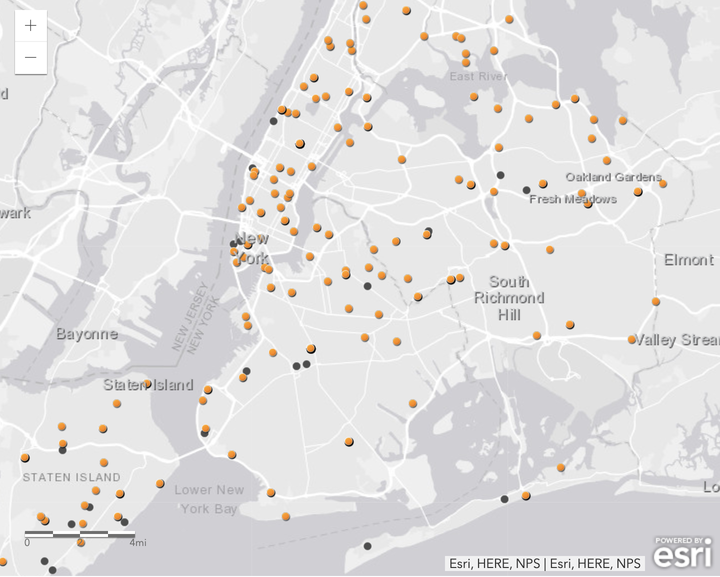 +
−
d
East River
Oakland Gardens
Fresh Meadows
wark
New
York
Elmont
South
Richmond
Hill
NEW JERSEY
NEW YORK
Bayonne
Valley Strea
Staten Island
STATEN ISLAND
Lower New
York Bay
Lo
0 4mi
POWERED BY
esri
Esri, HERE, NPS | Esri, HERE, NPS